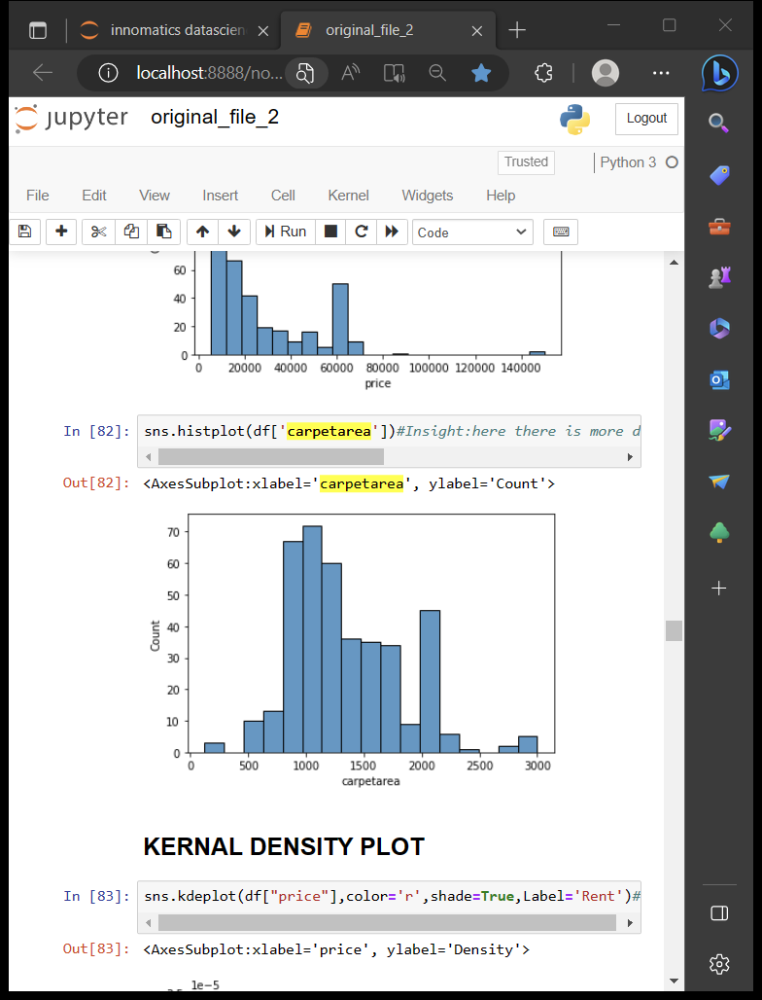 innomatics datascien
original_file_2
localhost:8888/no...
jupyter original_file_2
Logout
Trusted
Python 3
File Edit View Insert Cell Kernel Widgets Help
Run
Code
60
40
20
0
0 20000 40000 60000 80000 100000 120000 140000
price
In [82]: sns.histplot(df['carpetarea'])#Insight:here there is more d
Out[82]: <AxesSubplot:xlabel='carpetarea', ylabel='Count'>
70
60
50
40
30
20
10
0
Count
0 500 1000 1500 2000 2500 3000
carpetarea
KERNAL DENSITY PLOT
In [83]: sns.kdeplot(df["price"],color='r',shade=True,Label='Rent')#
Out[83]: <AxesSubplot:xlabel='price', ylabel='Density'>
1e-5